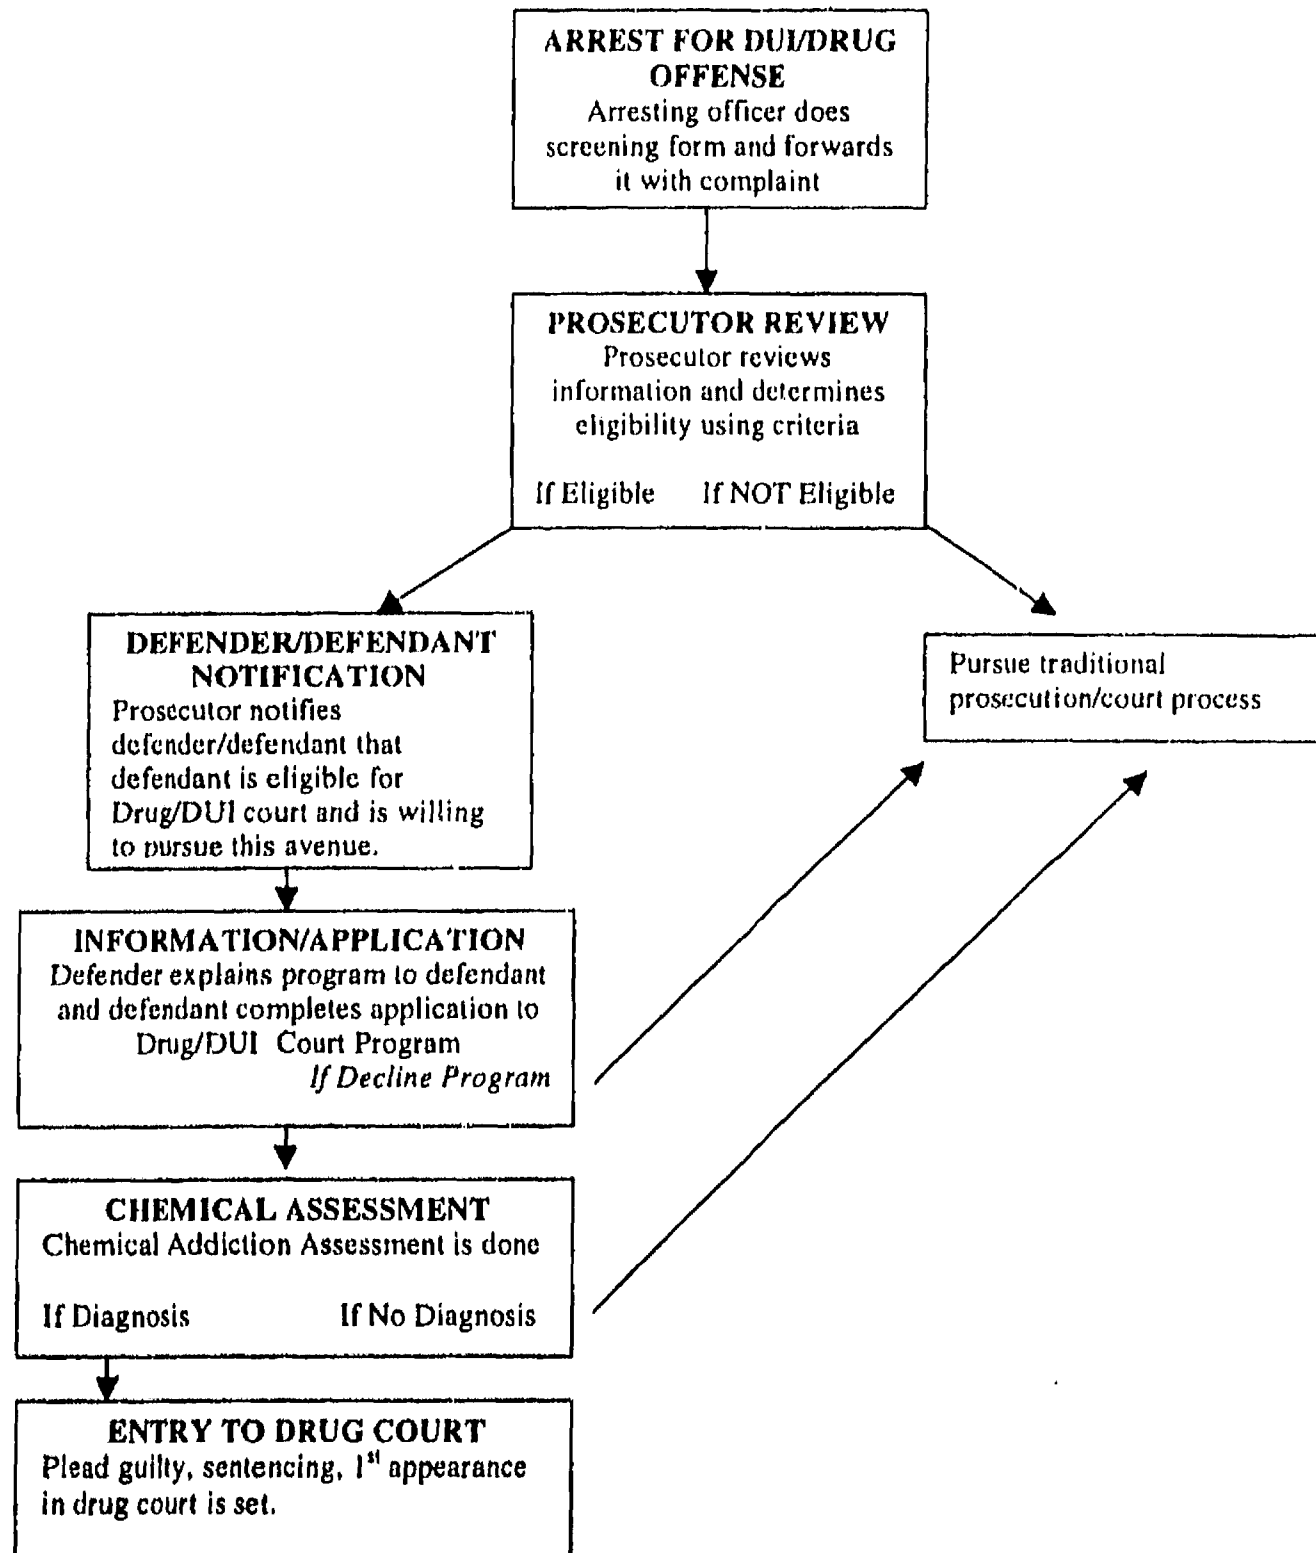 ARREST FOR DUI/DRUG
OFFENSE
Arresting officer does
screening form and forwards
it with complaint
PROSECUTOR REVIEW
Prosecutor reviews
information and determines
eligibility using criteria
If Eligible If NOT Eligible
DEFENDER/DEFENDANT
NOTIFICATION
Prosecutor notifies
defender/defendant that
defendant is eligible for
Drug/DUI court and is willing
to pursue this avenue.
Pursue traditional
prosecution/court process
INFORMATION/APPLICATION
Defender explains program to defendant
and defendant completes application to
Drug/DUI Court Program
If Decline Program
CHEMICAL ASSESSMENT
Chemical Addiction Assessment is done
If Diagnosis If No Diagnosis
ENTRY TO DRUG COURT
Plead guilty, sentencing, 1st appearance
in drug court is set.